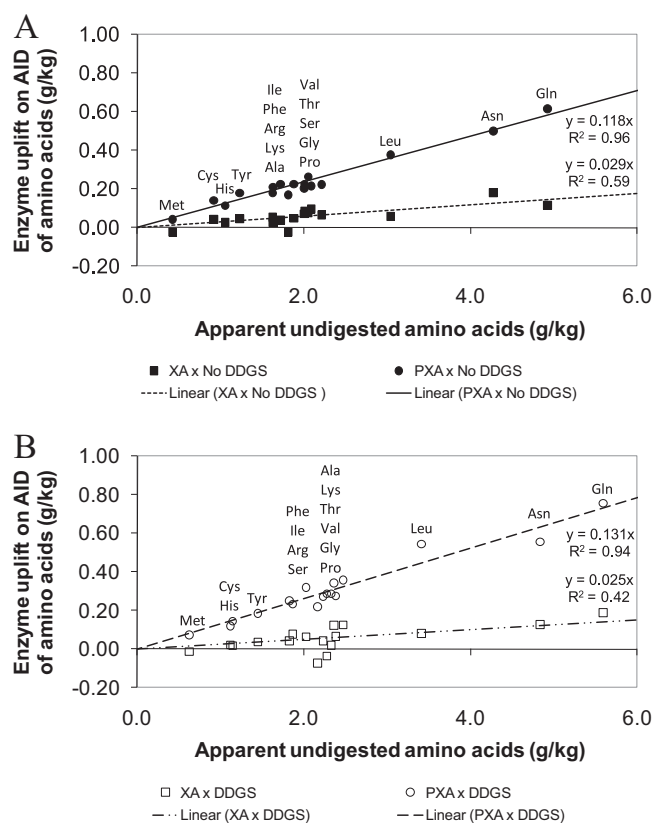 A
Enzyme uplift on AID
of amino acids (g/kg)
1.00
0.80
0.60
0.40
0.20
0.00
-0.20
Met
Cys
His
Tyr
Ile
Phe
Arg
Lys
Ala
Val
Thr
Ser
Gly
Pro
Leu
Asn
Gln
y = 0.118x
R² = 0.96
y = 0.029x
R² = 0.59
0.0 2.0 4.0 6.0
Apparent undigested amino acids (g/kg)
XA x No DDGS PXA x No DDGS
Linear (XA x No DDGS ) Linear (PXA x No DDGS)
B
Enzyme uplift on AID
of amino acids (g/kg)
1.00
0.80
0.60
0.40
0.20
0.00
-0.20
Met
Cys
His
Tyr
Phe
Ile
Arg
Ser
Ala
Lys
Thr
Val
Gly
Pro
Leu
Asn
Gln
y = 0.131x
R² = 0.94
y = 0.025x
R² = 0.42
0.0 2.0 4.0 6.0
Apparent undigested amino acids (g/kg)
XA x DDGS PXA x DDGS
Linear (XA x DDGS) Linear (PXA x DDGS)